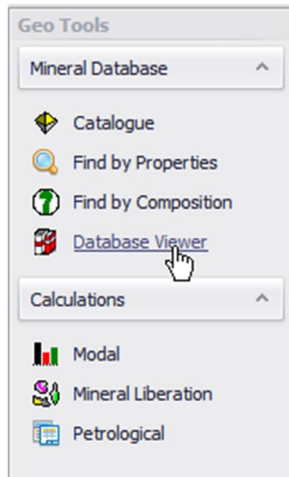 Geo Tools
Mineral Database
Catalogue
Find by Properties
Find by Composition
Database Viewer
Calculations
Modal
Mineral Liberation
Petrological